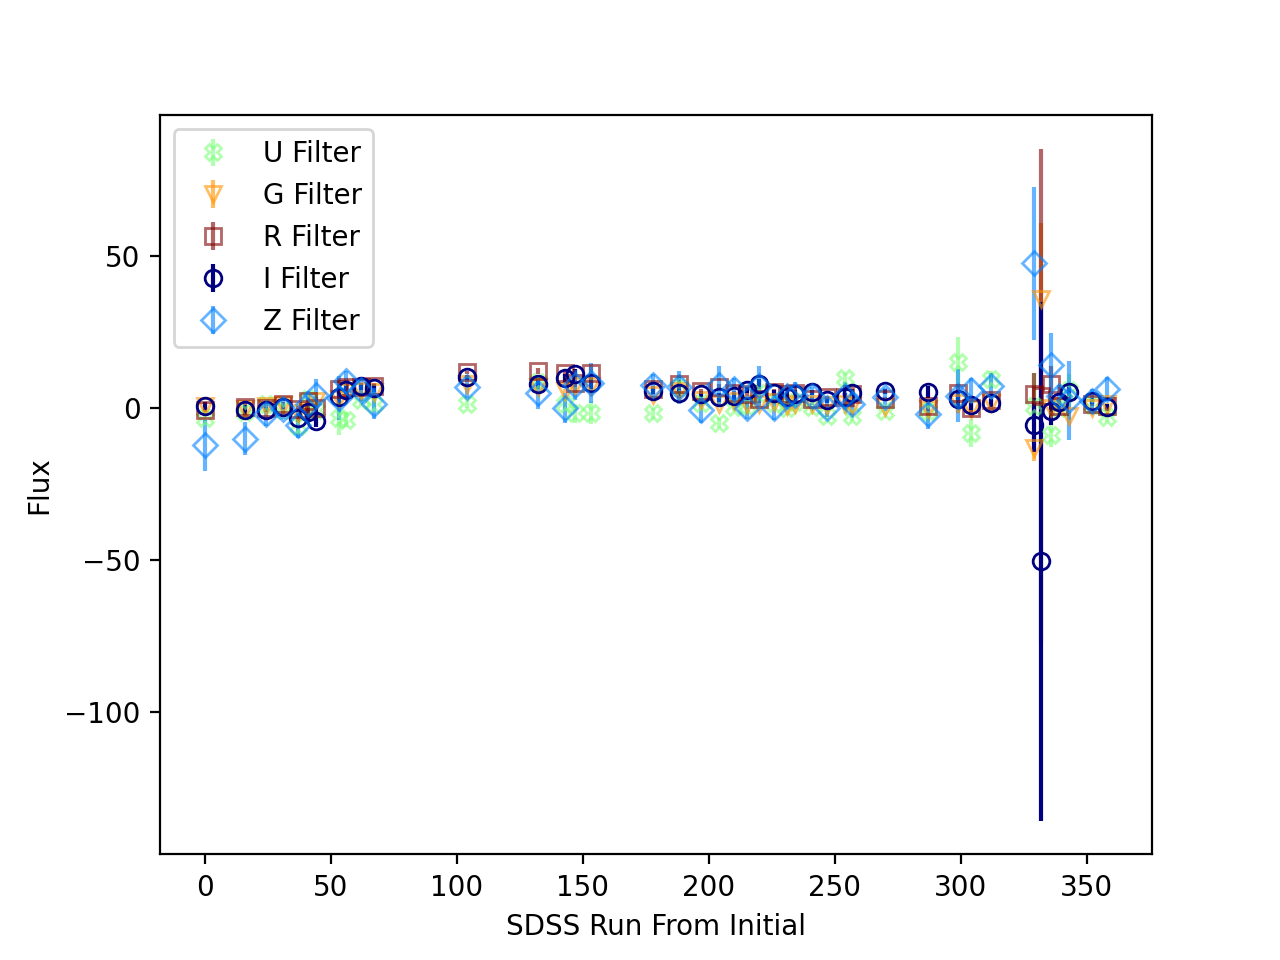 U Filter
G Filter
R Filter
I Filter
Z Filter
50
0
−50
−100
Flux
0 50 100 150 200 250 300 350
SDSS Run From Initial